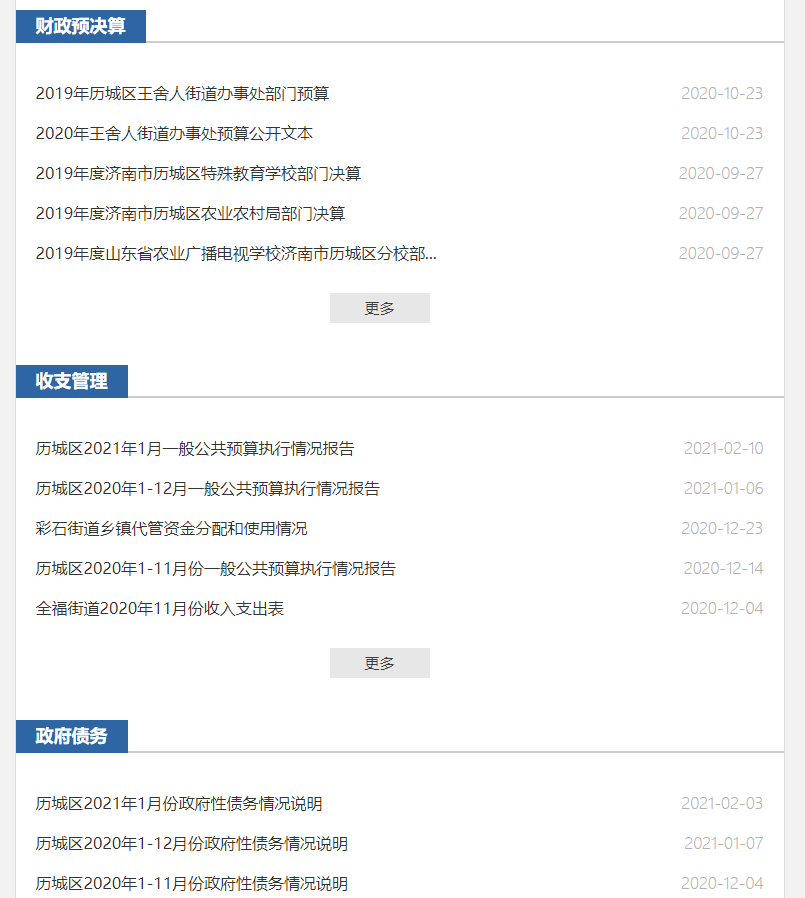 财政预决算
2019年历城区王舍人街道办事处部门预算 2020-10-23
2020年王舍人街道办事处预算公开文本 2020-10-23
2019年度济南市历城区特殊教育学校部门决算 2020-09-27
2019年度济南市历城区农业农村局部门决算 2020-09-27
2019年度山东省农业广播电视学校济南市历城区分校部... 2020-09-27
更多
收支管理
历城区2021年1月一般公共预算执行情况报告 2021-02-10
历城区2020年1-12月一般公共预算执行情况报告 2021-01-06
彩石街道乡镇代管资金分配和使用情况 2020-12-23
历城区2020年1-11月份一般公共预算执行情况报告 2020-12-14
全福街道2020年11月份收入支出表 2020-12-04
更多
政府债务
历城区2021年1月份政府性债务情况说明 2021-02-03
历城区2020年1-12月份政府性债务情况说明 2021-01-07
历城区2020年1-11月份政府性债务情况说明 2020-12-04